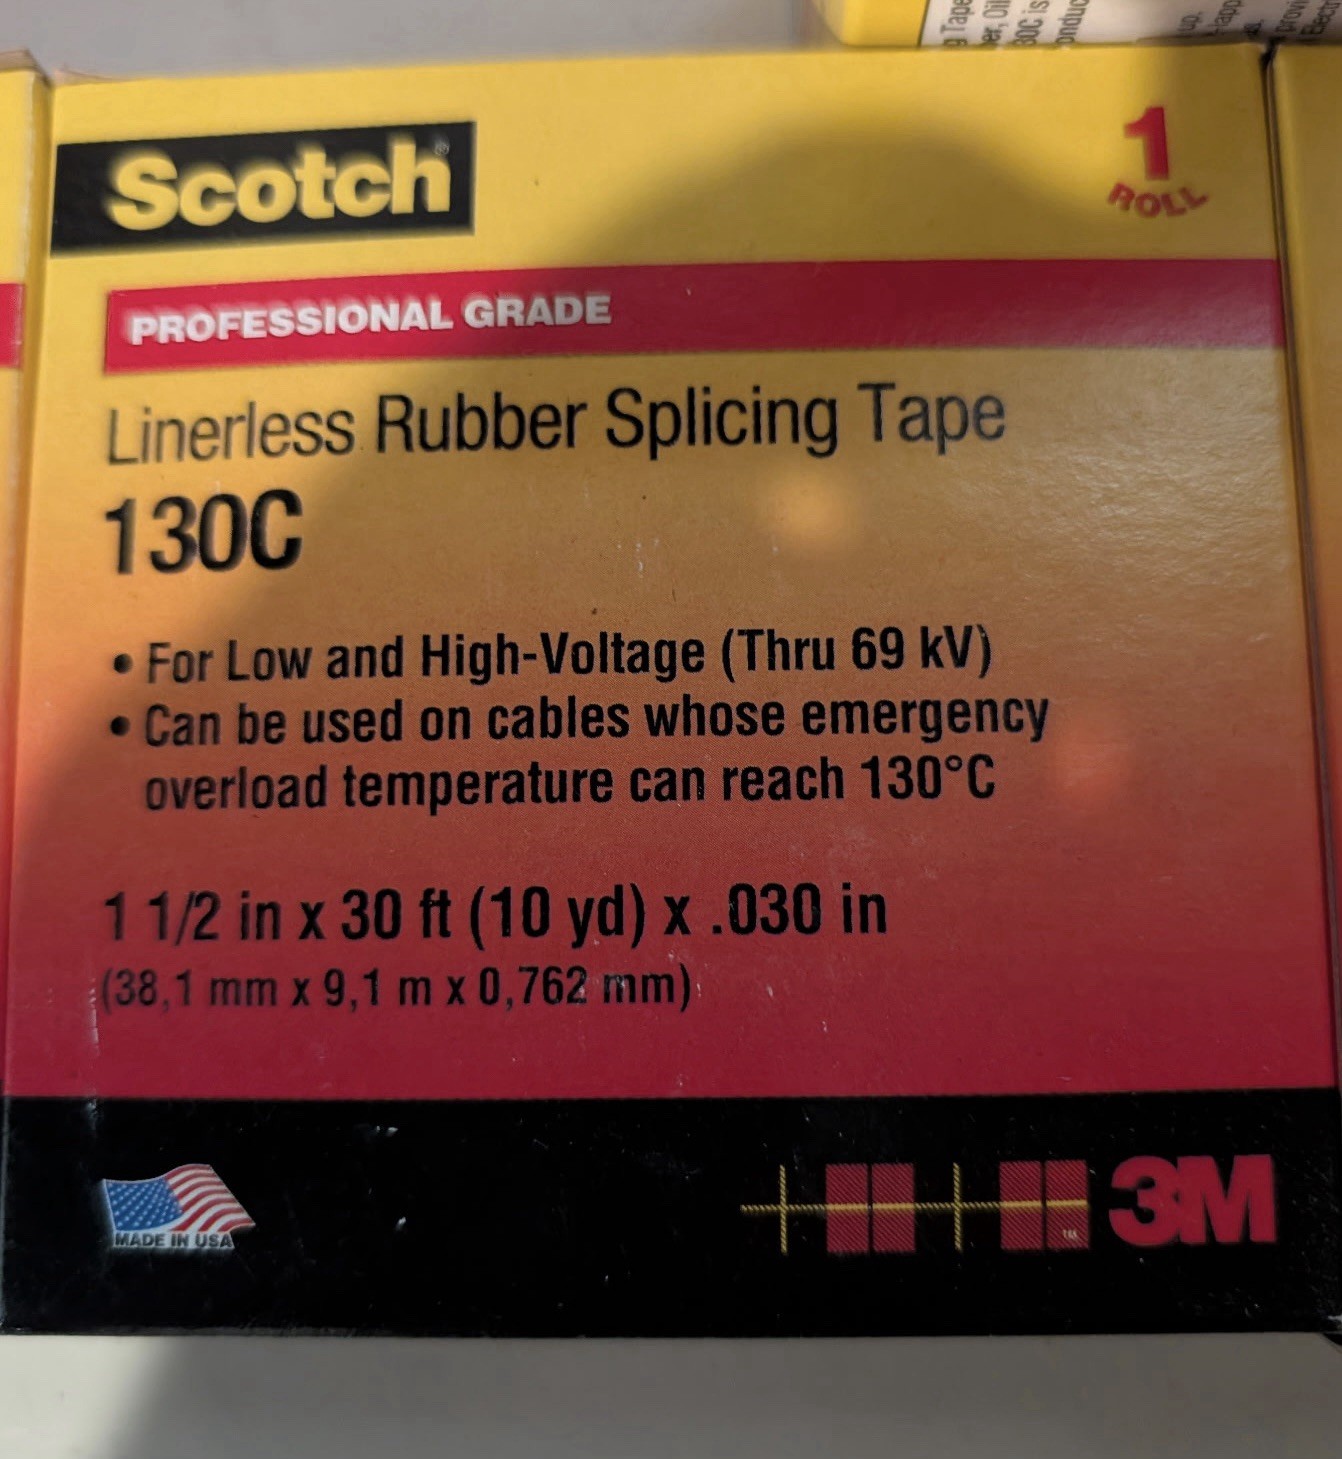 Scotch®
1
ROLL
PROFESSIONAL GRADE
Linerless Rubber Splicing Tape
130C
• For Low and High-Voltage (Thru 69 kV)
• Can be used on cables whose emergency
overload temperature can reach 130°C
1 1/2 in x 30 ft (10 yd) x .030 in
(38,1 mm x 9,1 m x 0,762 mm)
MADE IN USA
TM
3M